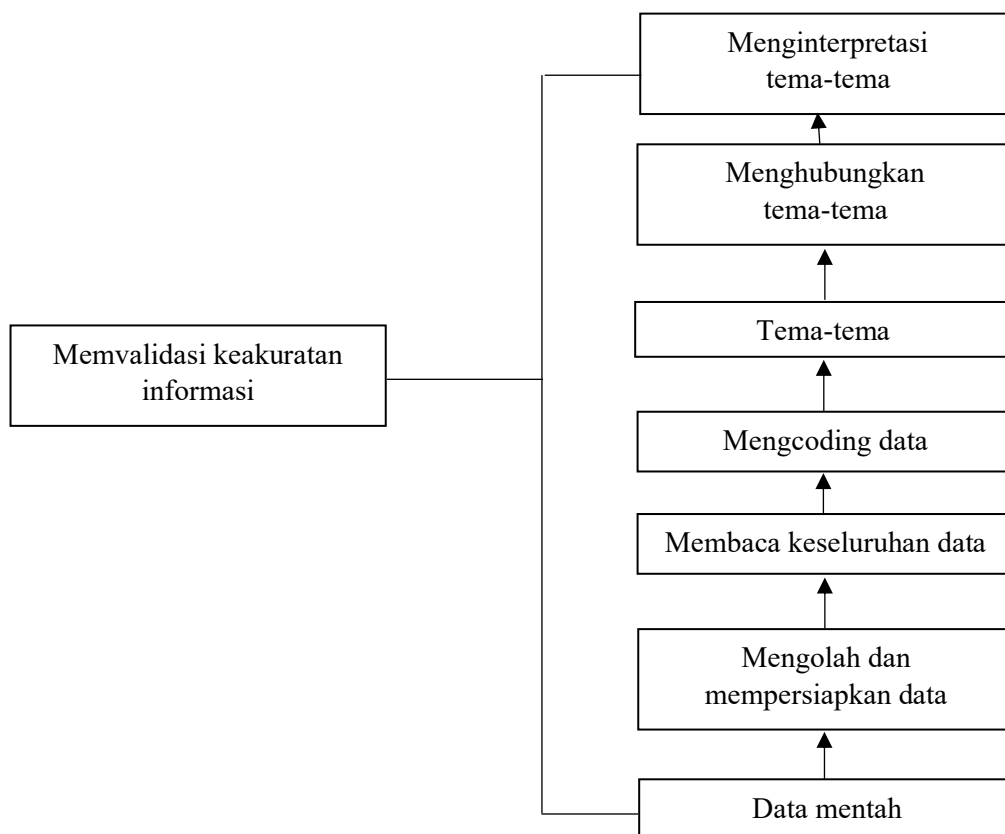 Menginterpretasi
tema-tema
Menghubungkan
tema-tema
Tema-tema
Memvalidasi keakuratan
informasi
Mengcoding data
Membaca keseluruhan data
Mengolah dan
mempersiapkan data
Data mentah